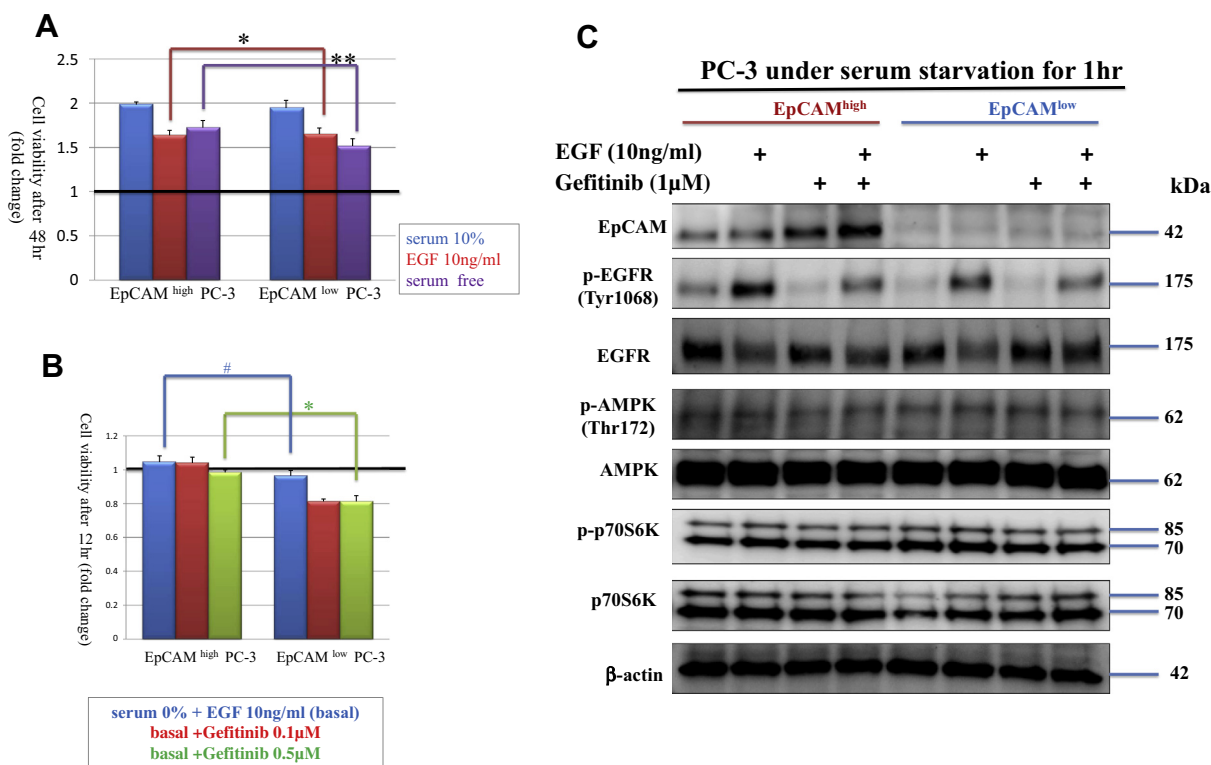 A
*
**
2.5
2
1.5
1
0.5
0
Cell viability after 48 hr
(fold change)
EpCAM high PC-3
EpCAM low PC-3
serum 10%
EGF 10ng/ml
serum free
B
#
*
1.2
1
0.8
0.6
0.4
0.2
0
Cell viability after 12 hr (fold change)
EpCAM high PC-3
EpCAM low PC-3
serum 0% + EGF 10ng/ml (basal)
basal +Gefitinib 0.1µM
basal +Gefitinib 0.5µM
C
PC-3 under serum starvation for 1hr
EpCAMhigh
EpCAMlow
EGF (10ng/ml) + + + +
Gefitinib (1µM) + + + + kDa
EpCAM 42
p-EGFR
(Tyr1068)
175
EGFR 175
p-AMPK
(Thr172)
62
AMPK 62
p-p70S6K 85
70
p70S6K 85
70
β-actin 42